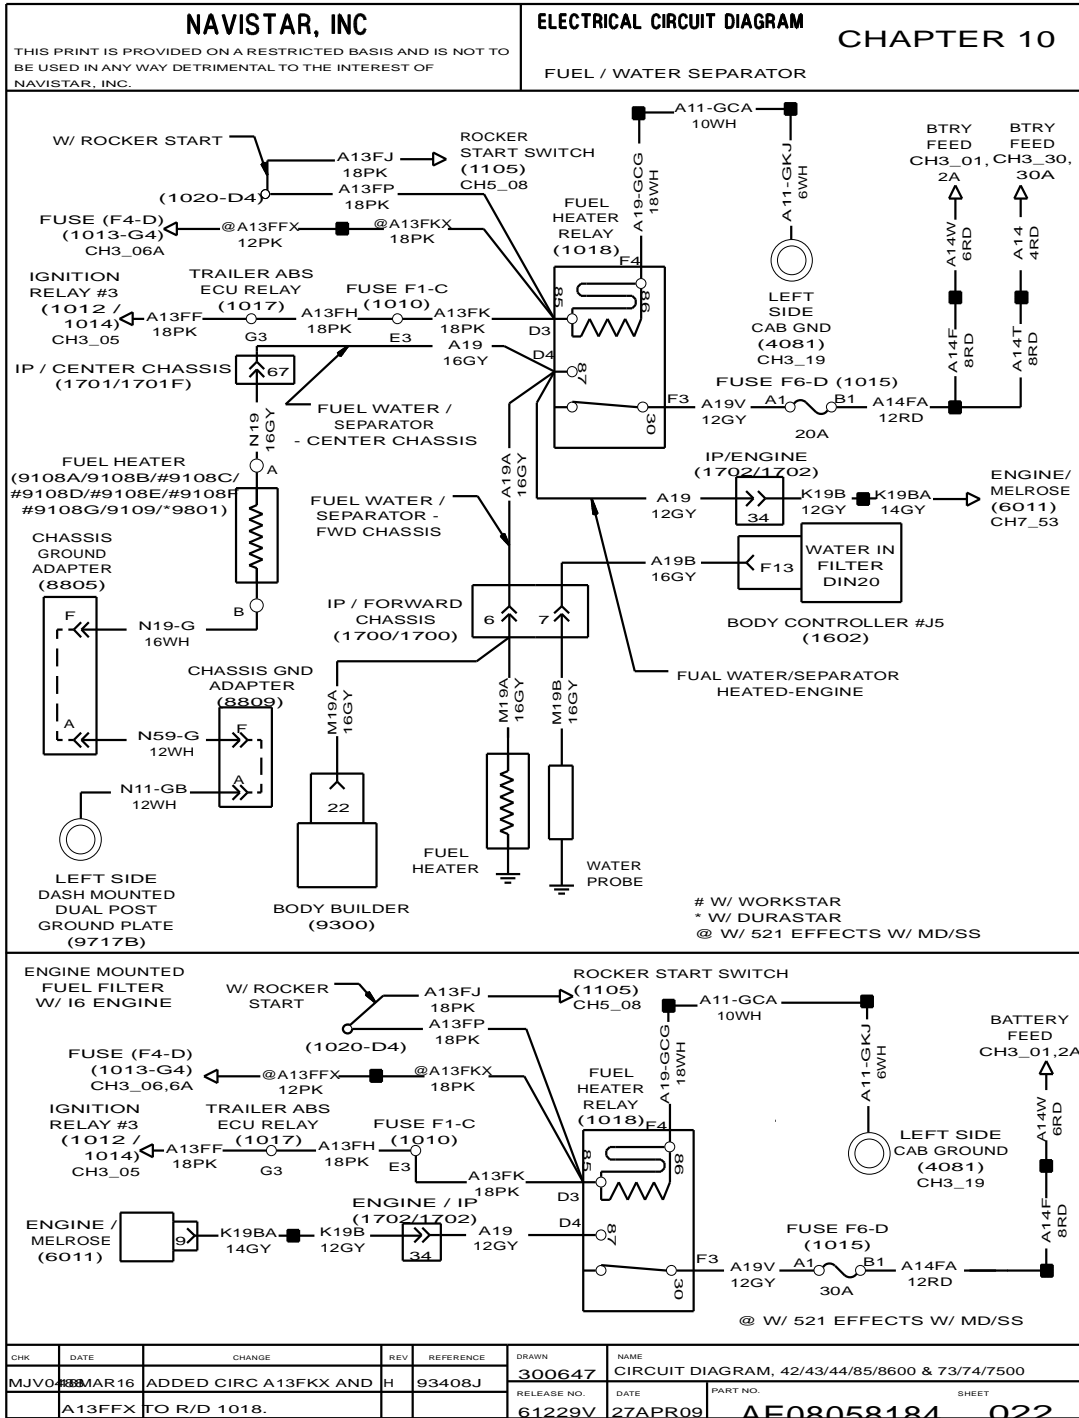 NAVISTAR, INC
THIS PRINT IS PROVIDED ON A RESTRICTED BASIS AND IS NOT TO
BE USED IN ANY WAY DETRIMENTAL TO THE INTEREST OF
NAVISTAR, INC.
ELECTRICAL CIRCUIT DIAGRAM
CHAPTER 10
FUEL / WATER SEPARATOR
W/ ROCKER START
A13FJ
18PK
ROCKER
START SWITCH
(1105)
CH5_08
(1020-D4)
A13FP
18PK
FUSE (F4-D)
(1013-G4)
CH3_06A
@A13FFX
12PK
@A13FKX
18PK
IGNITION
RELAY #3
(1012 /
1014)
CH3_05
A13FF
18PK
TRAILER ABS
ECU RELAY
(1017)
G3
A13FH
18PK
FUSE F1-C
(1010)
E3
A13FK
18PK
A19
16GY
FUEL
HEATER
RELAY
(1018)
F4
85
86
D3
D4
87
30
F3
A19-GCG
18WH
A11-GCA
10WH
A11-GKJ
6WH
LEFT
SIDE
CAB GND
(4081)
CH3_19
BTRY
FEED
CH3_01,
2A
BTRY
FEED
CH3_30,
30A
A14W
6RD
A14
4RD
A14F
8RD
A14T
8RD
FUSE F6-D (1015)
A19V
12GY
A1
B1
20A
A14FA
12RD
IP / CENTER CHASSIS
(1701/1701F)
67
N19
16GY
FUEL WATER /
SEPARATOR
- CENTER CHASSIS
FUEL HEATER
(9108A/9108B/#9108C/
#9108D/#9108E/#9108F
#9108G/9109/*9801)
A
B
FUEL WATER /
SEPARATOR -
FWD CHASSIS
A19A
16GY
IP/ENGINE
(1702/1702)
A19
12GY
34
K19B
12GY
K19BA
14GY
ENGINE/
MELROSE
(6011)
CH7_53
A19B
16GY
F13
WATER IN
FILTER
DIN20
BODY CONTROLLER #J5
(1602)
CHASSIS
GROUND
ADAPTER
(8805)
F
A
N19-G
16WH
CHASSIS GND
ADAPTER
(8809)
F
A
N59-G
12WH
N11-GB
12WH
LEFT SIDE
DASH MOUNTED
DUAL POST
GROUND PLATE
(9717B)
IP / FORWARD
CHASSIS
(1700/1700)
6
7
M19A
16GY
M19A
16GY
M19B
16GY
22
BODY BUILDER
(9300)
FUEL
HEATER
WATER
PROBE
FUAL WATER/SEPARATOR
HEATED-ENGINE
# W/ WORKSTAR
* W/ DURASTAR
@ W/ 521 EFFECTS W/ MD/SS
ENGINE MOUNTED
FUEL FILTER
W/ I6 ENGINE
W/ ROCKER
START
A13FJ
18PK
ROCKER START SWITCH
(1105)
CH5_08
(1020-D4)
A13FP
18PK
FUSE (F4-D)
(1013-G4)
CH3_06,6A
@A13FFX
12PK
@A13FKX
18PK
IGNITION
RELAY #3
(1012 /
1014)
CH3_05
A13FF
18PK
TRAILER ABS
ECU RELAY
(1017)
G3
A13FH
18PK
FUSE F1-C
(1010)
E3
A13FK
18PK
FUEL
HEATER
RELAY
(1018)
F4
85
86
D3
D4
87
30
F3
A19-GCG
18WH
A11-GCA
10WH
A11-GKJ
6WH
LEFT SIDE
CAB GROUND
(4081)
CH3_19
BATTERY
FEED
CH3_01,2A
A14W
6RD
A14F
8RD
ENGINE /
MELROSE
(6011)
9
K19BA
14GY
K19B
12GY
ENGINE / IP
(1702/1702)
34
A19
12GY
A19V
12GY
FUSE F6-D
(1015)
A1
B1
30A
A14FA
12RD
@ W/ 521 EFFECTS W/ MD/SS
CHK
DATE
CHANGE
REV
REFERENCE
DRAWN
NAME
ADDED CIRC A13FKX AND
H
93408J
300647
CIRCUIT DIAGRAM, 42/43/44/85/8600 & 73/74/7500
A13FFX TO R/D 1018.
RELEASE NO.
DATE
PART NO.
SHEET
61229V
27APR09
AE08058184
022